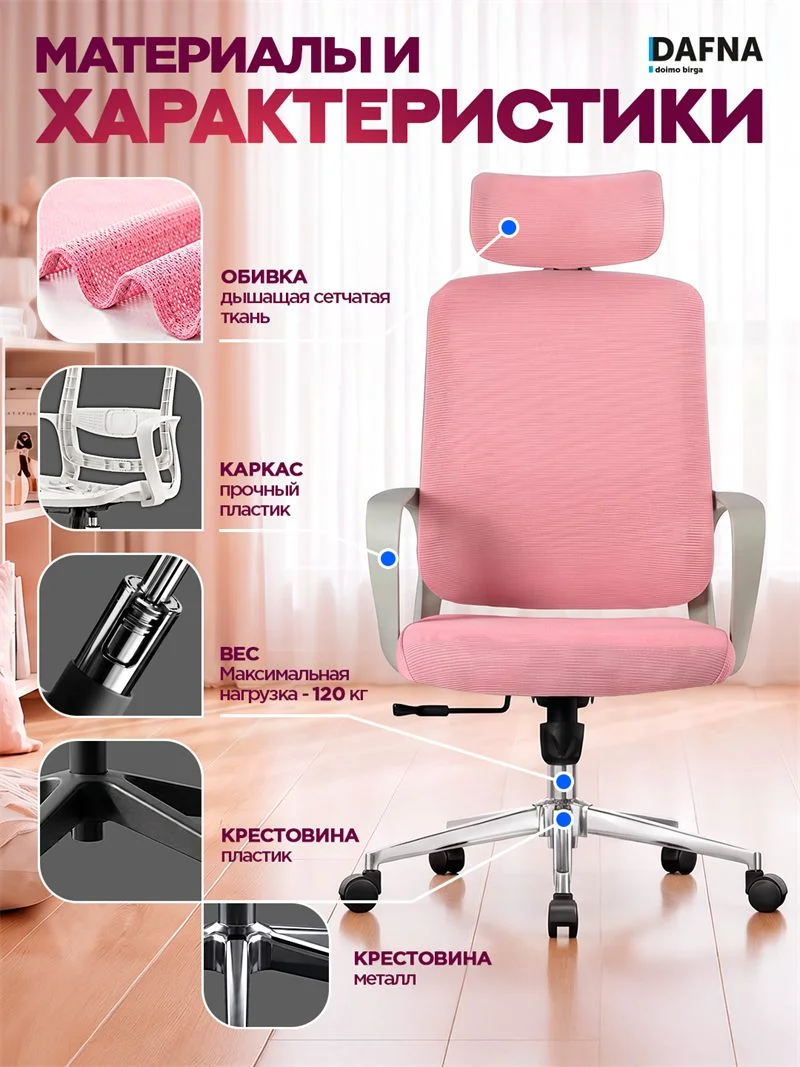 МАТЕРИАЛЫ И
ХАРАКТЕРИСТИКИ
DAFNA
doimo birga
ОБИВКА
дышащая сетчатая
ткань
КАРКАС
прочный
пластик
ВЕС
Максимальная
нагрузка - 120 кг
КРЕСТОВИНА
пластик
КРЕСТОВИНА
металл